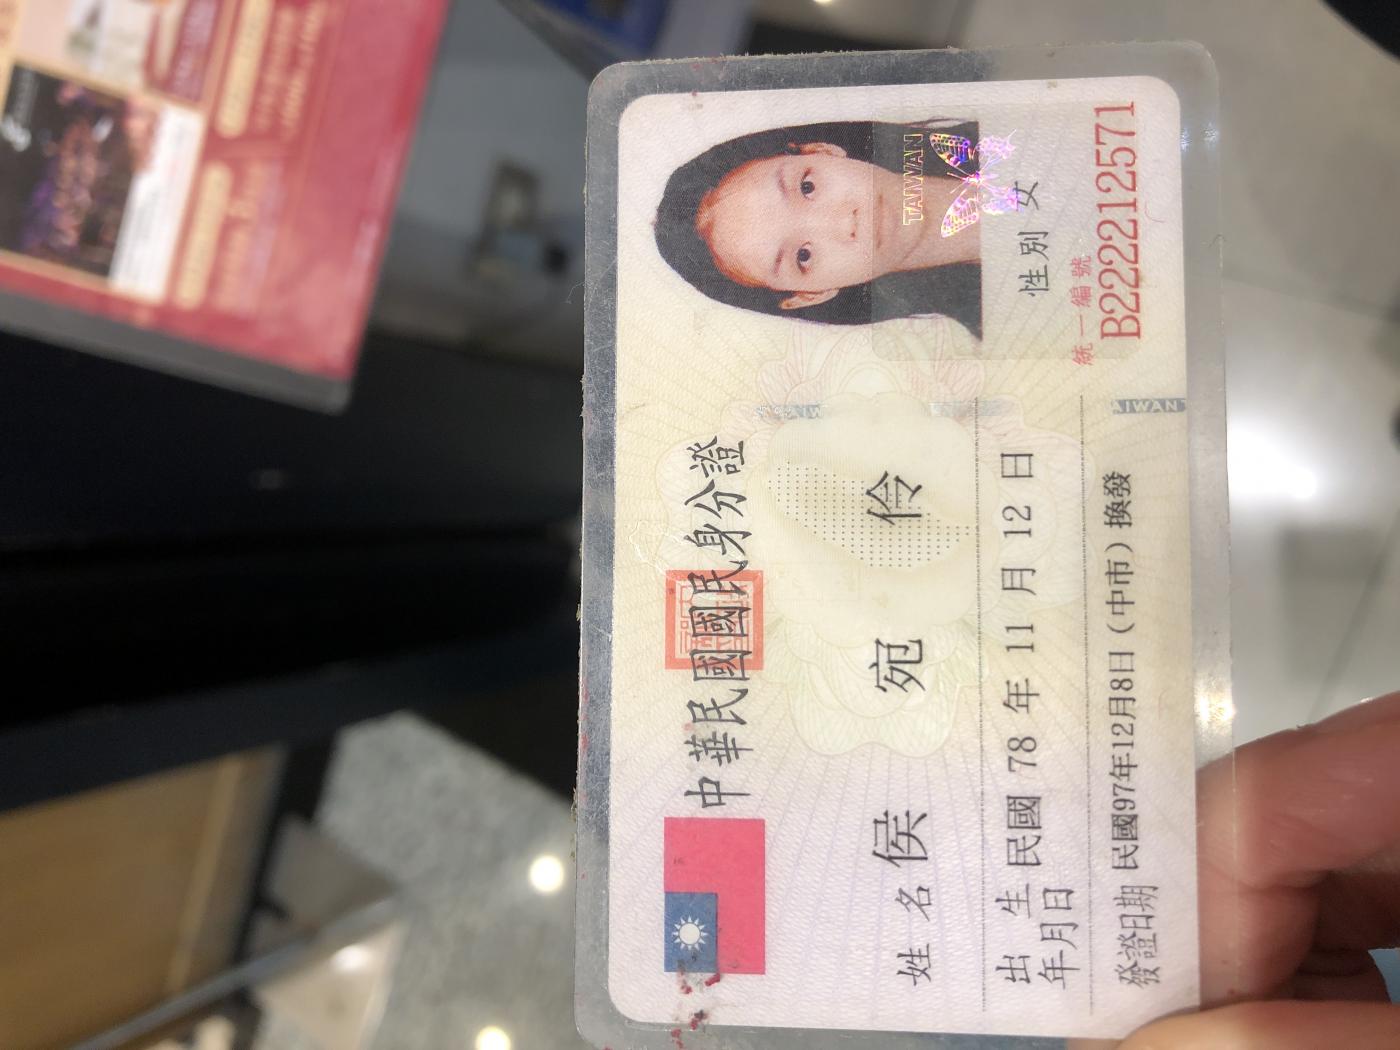 中華民國國民身分證
姓名 侯宛伶
出生年月日 民國 78 年 11 月 12 日
性別 女
發證日期 民國97年12月8日(中市)換發
統一編號
B222212571
TAIWAN
TAIWAN